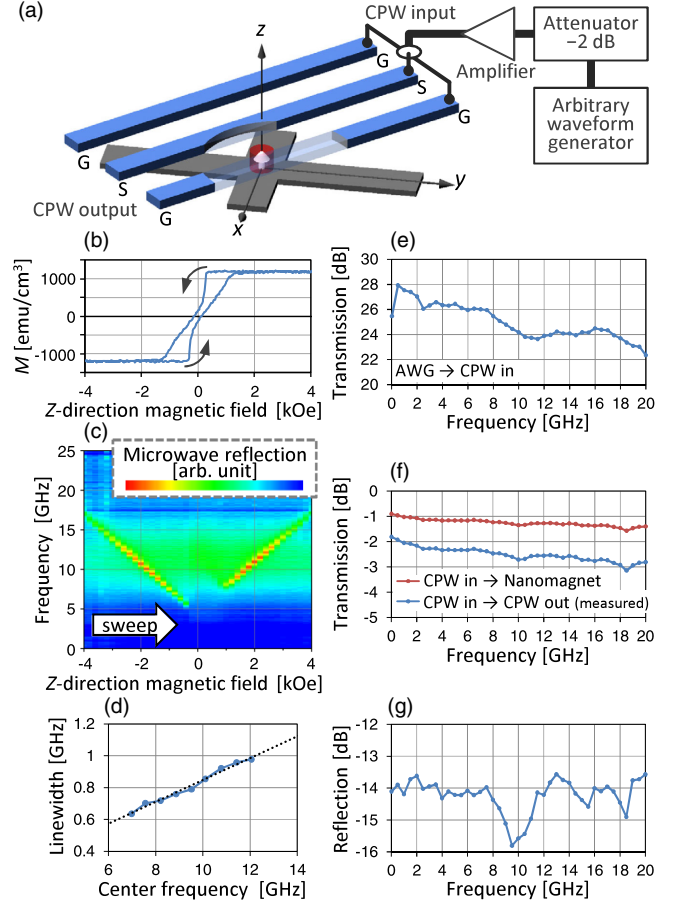 (a)
CPW input
Attenuator
−2 dB
Amplifier
Arbitrary
waveform
generator
z
G
S
G
G
S
G
y
x
CPW output
(b)
M [emu/cm³]
1000
0
-1000
-4
-2
0
2
4
Z-direction magnetic field [kOe]
(c)
Microwave reflection
[arb. unit]
Frequency [GHz]
25
20
15
10
5
0
sweep
-4
-2
0
2
4
Z-direction magnetic field [kOe]
(d)
Linewidth [GHz]
1.2
1
0.8
0.6
0.4
6
8
10
12
14
Center frequency [GHz]
(e)
Transmission [dB]
30
28
26
24
22
20
AWG → CPW in
0 2 4 6 8 10 12 14 16 18 20
Frequency [GHz]
(f)
Transmission [dB]
0
-1
-2
-3
-4
-5
CPW in → Nanomagnet
CPW in → CPW out (measured)
0 2 4 6 8 10 12 14 16 18 20
Frequency [GHz]
(g)
Reflection [dB]
-12
-13
-14
-15
-16
0 2 4 6 8 10 12 14 16 18 20
Frequency [GHz]